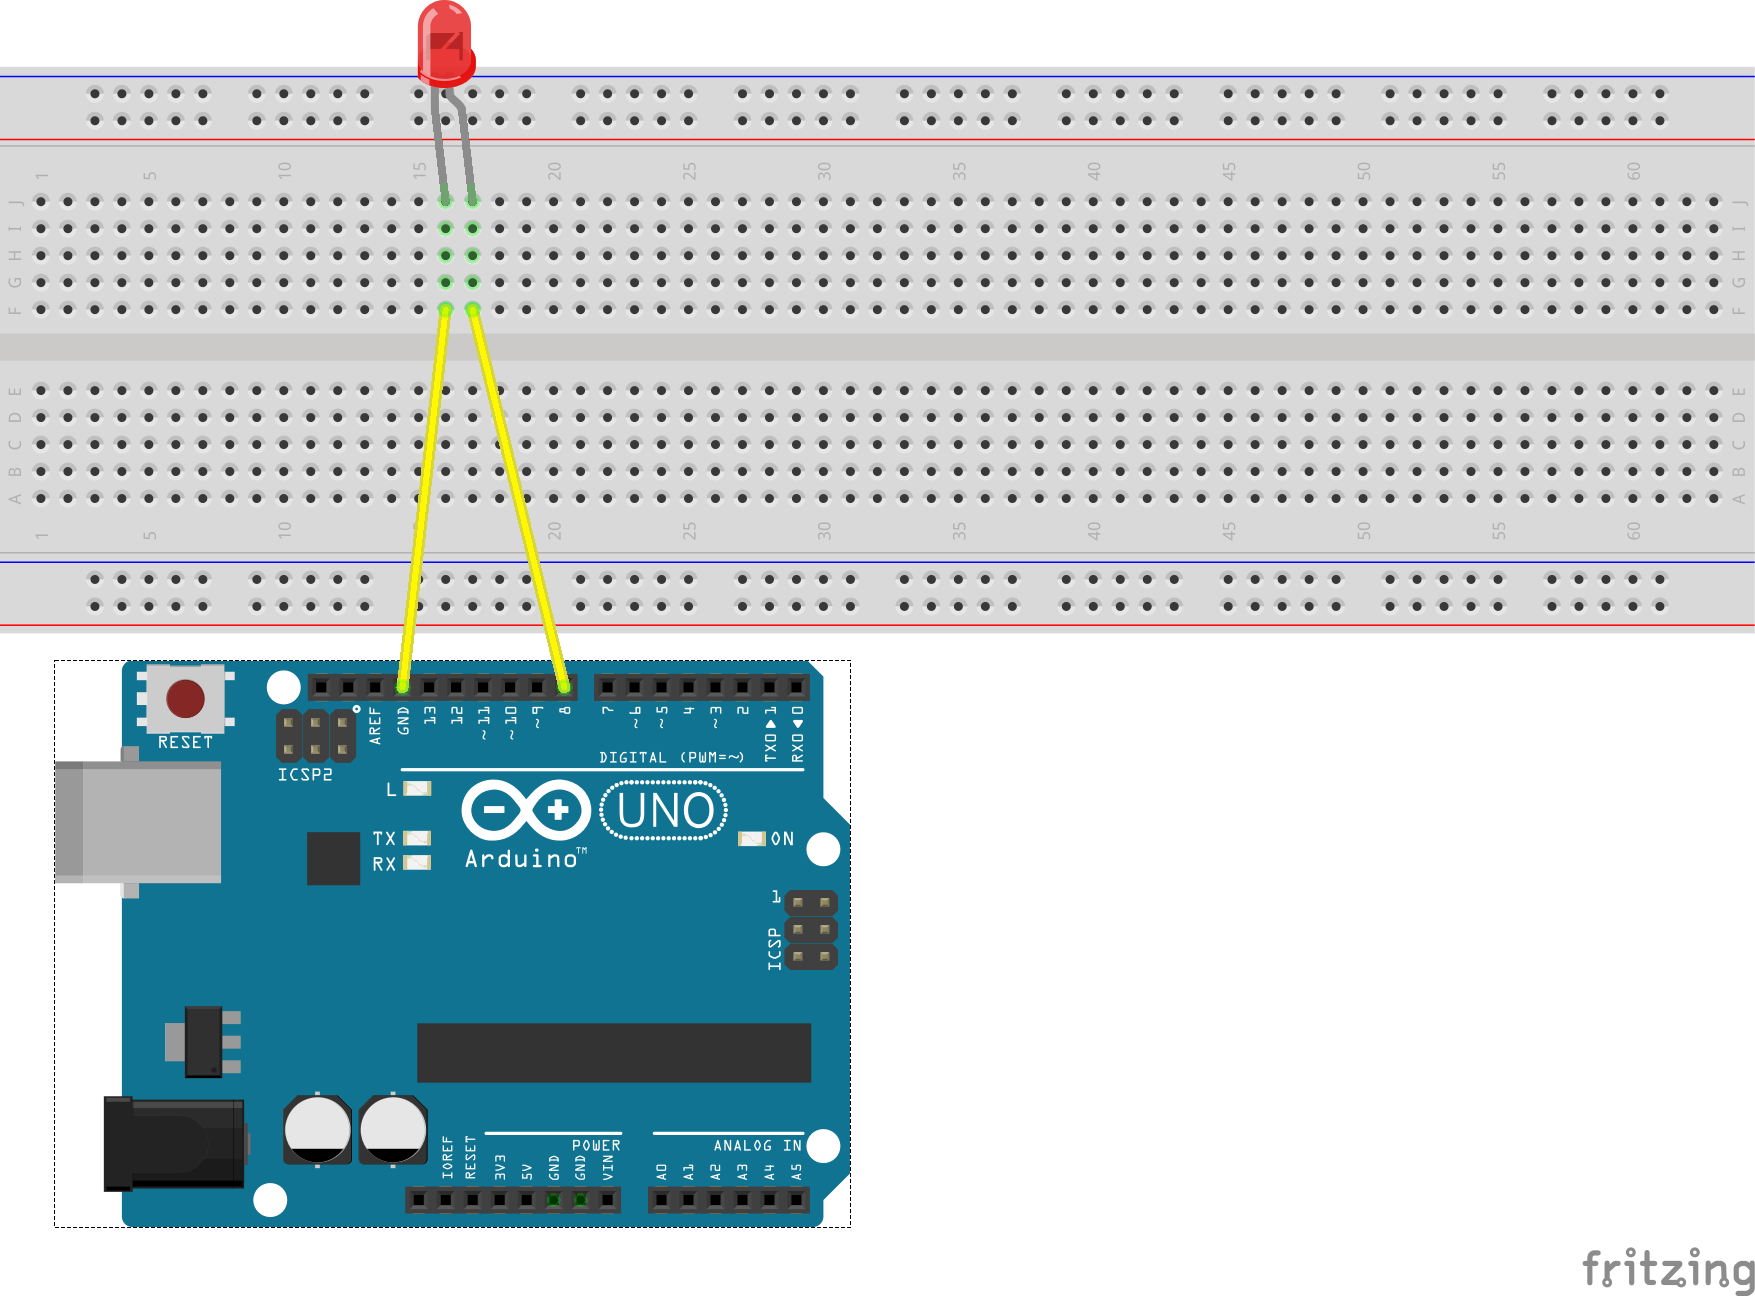 1 5 10 15 20 25 30 35 40 45 50 55 60
J J
I I
H H
G G
F F
E E
D D
C C
B B
A A
1 5 10 20 25 30 35 40 45 50 55 60
AREF GND 13 12 ~11 ~10 ~9 8 7 ~6 ~5 4 ~3 2 TX0▶1 RX0◀0
RESET
DIGITAL (PWM=~)
ICSP2
L
UNO
TX ON
RX Arduino™
1
ICSP
POWER ANALOG IN
IOREF RESET 3V3 5V GND GND VIN A0 A1 A2 A3 A4 A5
fritzing